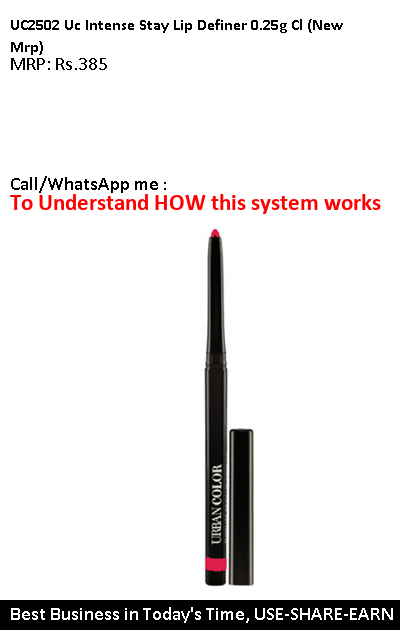 UC2502 Uc Intense Stay Lip Definer 0.25g Cl (New
Mrp)
MRP: Rs.385
Call/WhatsApp me :
To Understand HOW this system works
URBAN COLOR
Best Business in Today's Time, USE-SHARE-EARN